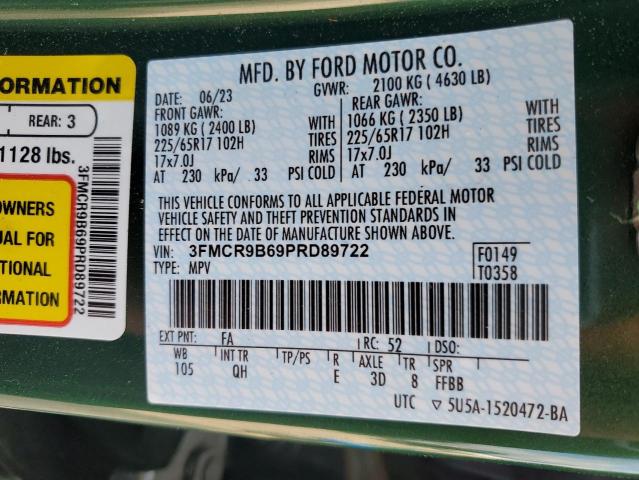 ORMATION
REAR: 3
1128 lbs.
OWNERS
UAL FOR
TIONAL
RMATION
3FMCR9B69PRD89722
MFD. BY FORD MOTOR CO.
DATE: 06/23 GVWR: 2100 KG ( 4630 LB)
FRONT GAWR: REAR GAWR:
1089 KG ( 2400 LB) WITH 1066 KG ( 2350 LB) WITH
225/65R17 102H TIRES 225/65R17 102H TIRES
17x7.0J RIMS 17x7.0J RIMS
AT 230 kPa/ 33 PSI COLD AT 230 kPa/ 33 PSI COLD
THIS VEHICLE CONFORMS TO ALL APPLICABLE FEDERAL MOTOR
VEHICLE SAFETY AND THEFT PREVENTION STANDARDS IN
EFFECT ON THE DATE OF MANUFACTURE SHOWN ABOVE.
VIN: 3FMCR9B69PRD89722 F0149
TYPE: MPV T0358
EXT PNT: FA RC: 52 DSO:
WB INT TR TP/PS R AXLE TR SPR
105 QH E 3D 8 FFBB
UTC ▽ 5U5A-1520472-BA